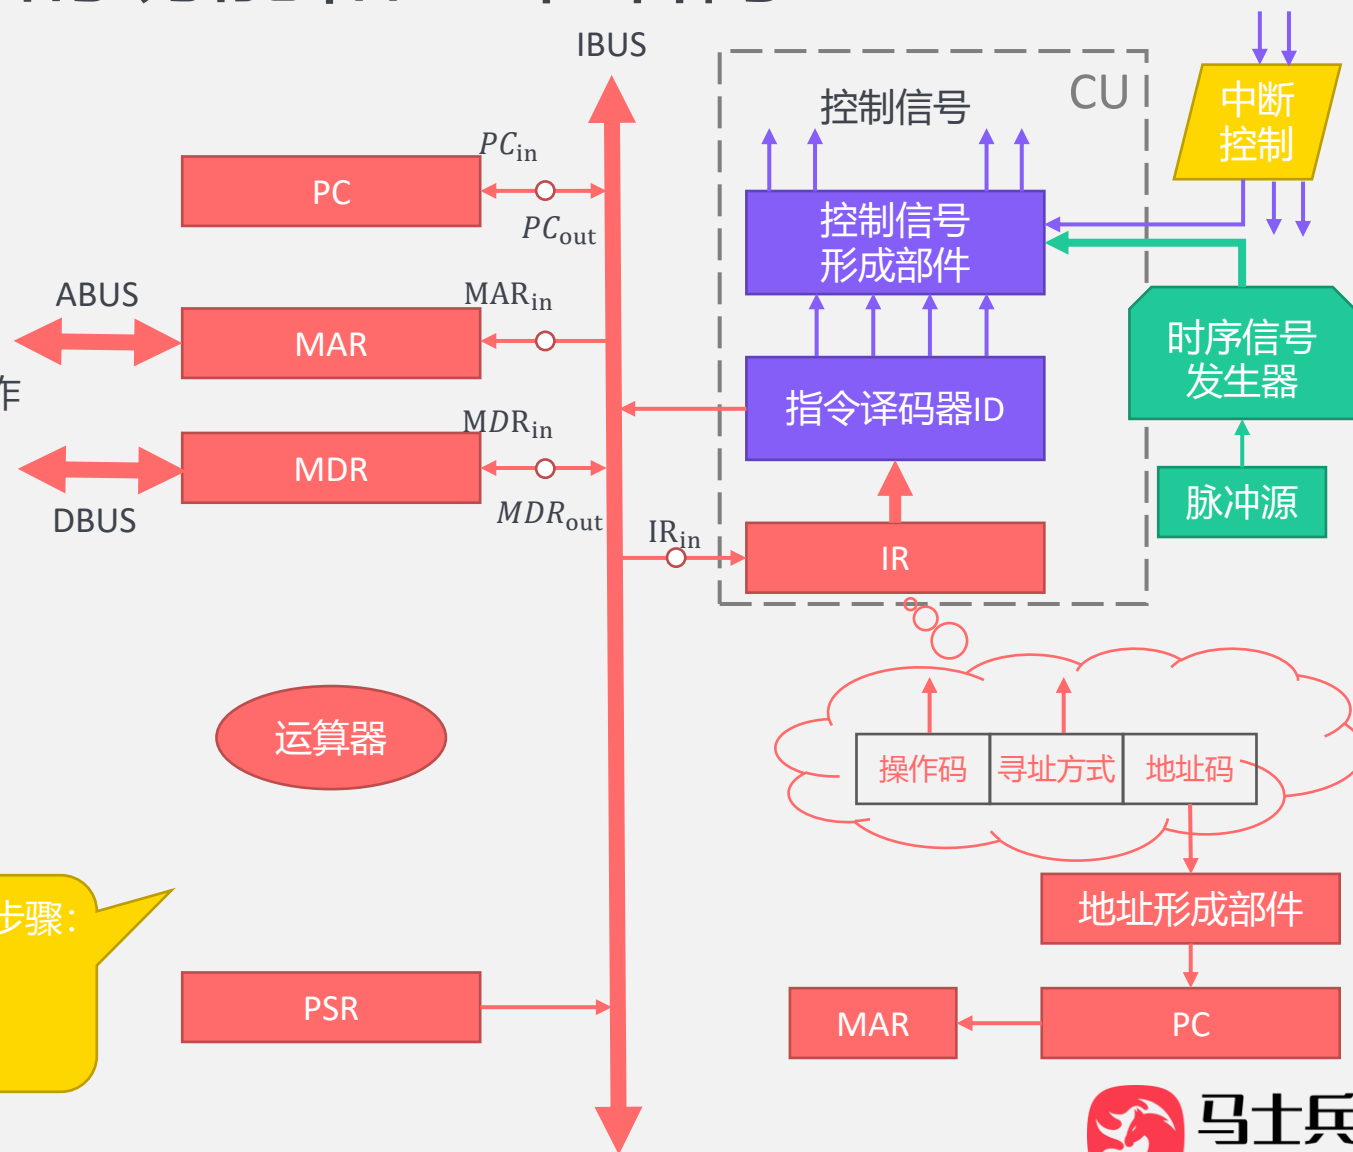 IBUS
CU
控制信号
中断
控制
PC
PCin
PCout
控制信号
形成部件
ABUS
MARin
MAR
时序信号
发生器
作
指令译码器ID
MDRin
MDR
MDRout
DBUS
脉冲源
IRin
IR
运算器
操作码
寻址方式
地址码
步骤：
地址形成部件
PSR
MAR
PC
马士兵